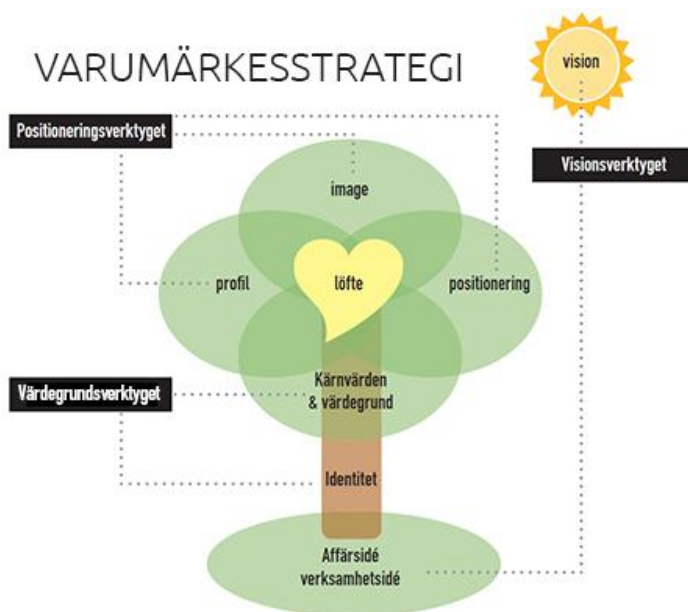 VARUMÄRKESSTRATEGI
vision
Positioneringsverktyget
Visionsverktyget
image
profil
löfte
positionering
Värdegrundsverktyget
Kärnvärden
& värdegrund
Identitet
Affärsidé
verksamhetsidé